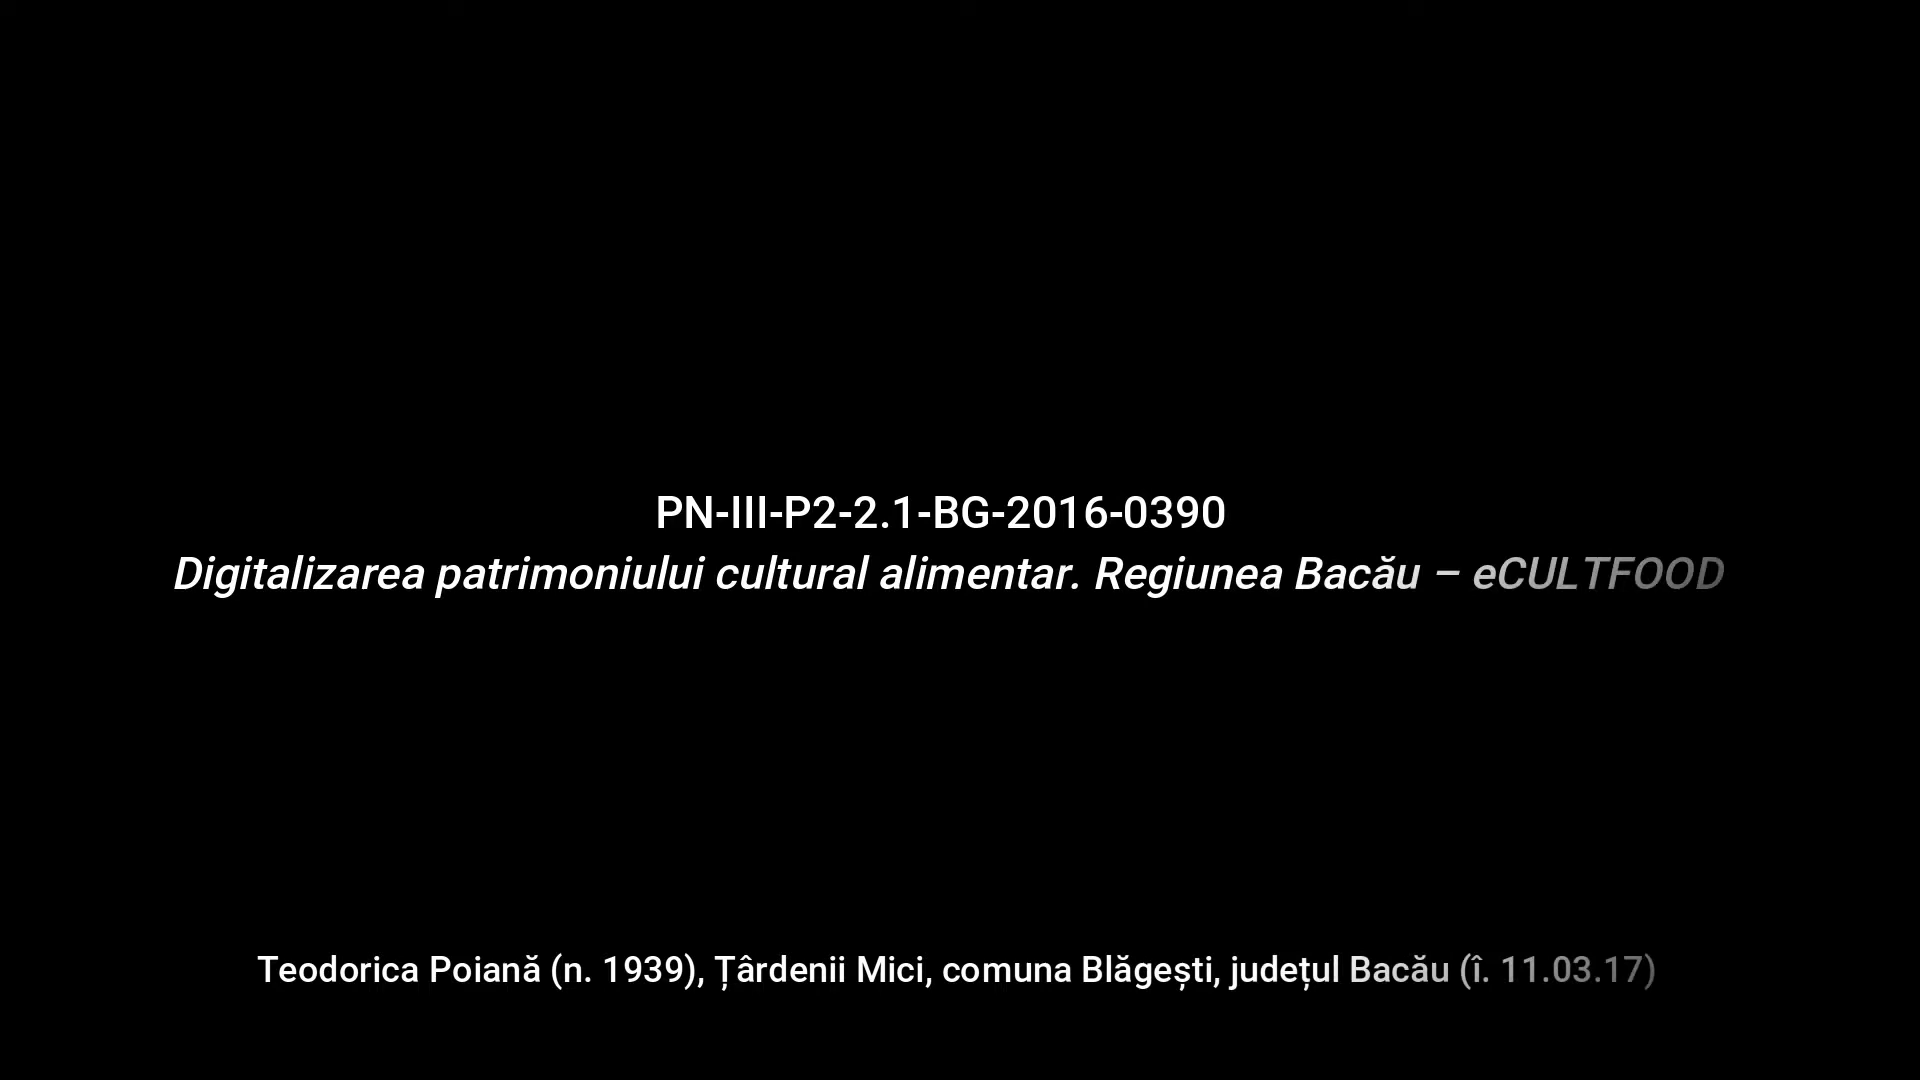 PN-III-P2-2.1-BG-2016-0390
Digitalizarea patrimoniului cultural alimentar. Regiunea Bacău – eCULTFOOD
Teodorica Poiană (n. 1939), Țârdenii Mici, comuna Blăgești, județul Bacău (î. 11.03.17)